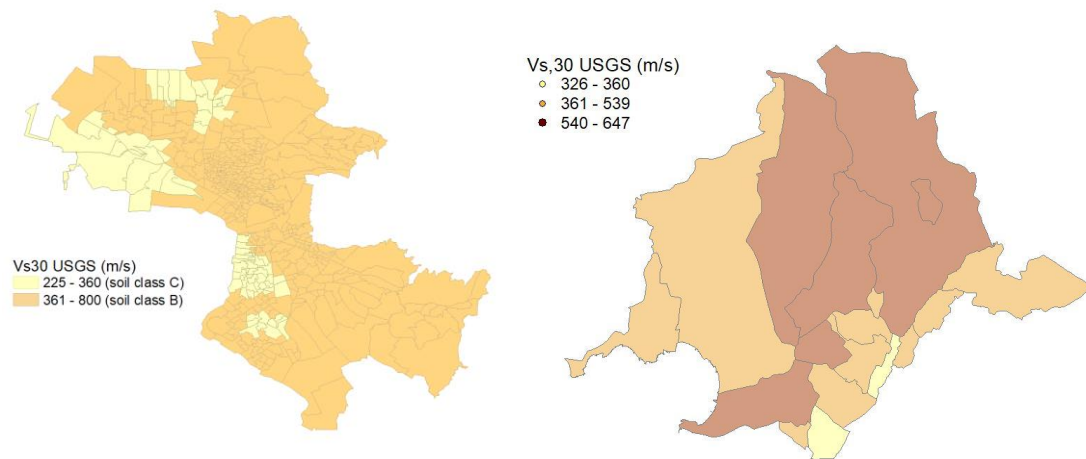 Vs30 USGS (m/s)
225 - 360 (soil class C)
361 - 800 (soil class B)
Vs,30 USGS (m/s)
326 - 360
361 - 539
540 - 647